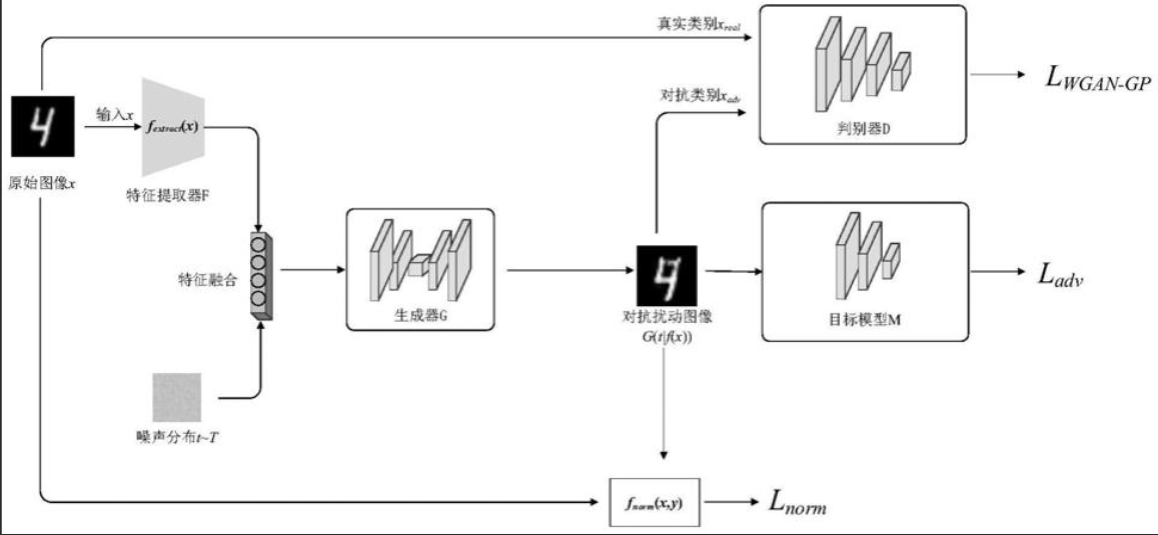 真实类别x_real
对抗类别x_adv
判别器D
L_WGAN-GP
4
输入x
f_extract(x)
原始图像x
特征提取器F
特征融合
生成器G
4
对抗扰动图像
G(t|f(x))
目标模型M
L_adv
噪声分布t~T
f_norm(x,y)
L_norm